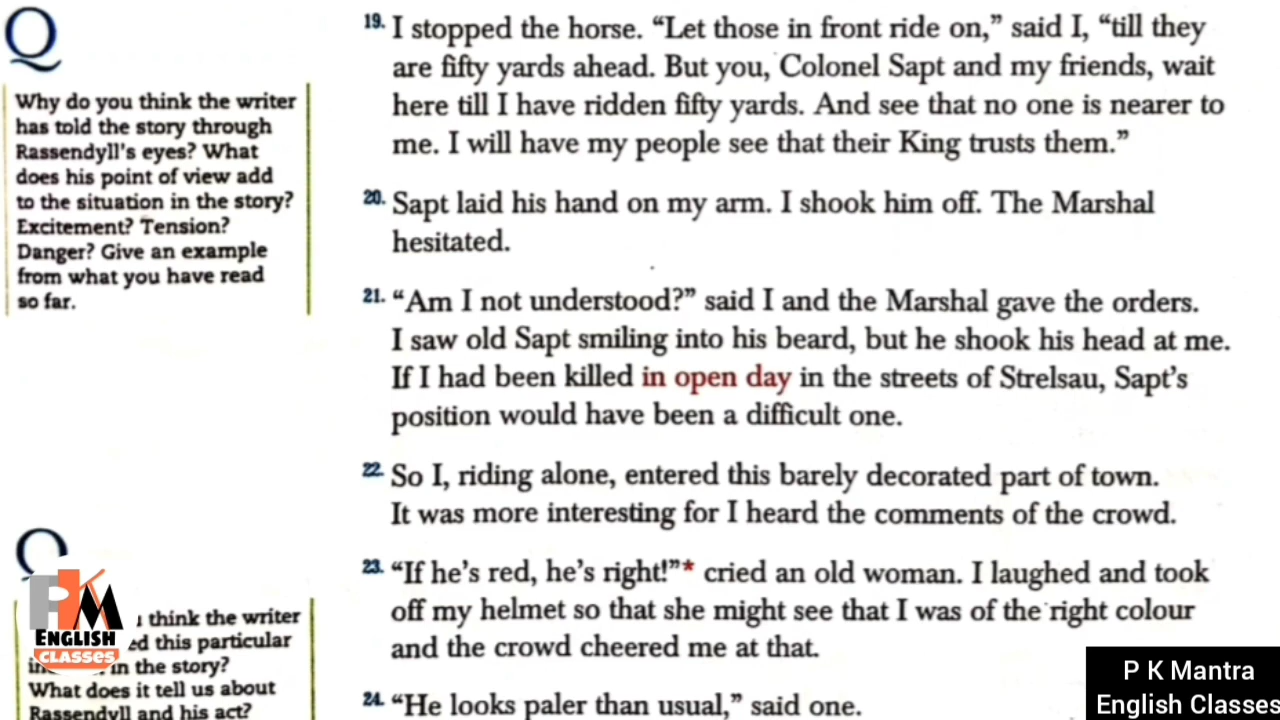 Q
Why do you think the writer
has told the story through
Rassendyll's eyes? What
does his point of view add
to the situation in the story?
Excitement? Tension?
Danger? Give an example
from what you have read
so far.
19. I stopped the horse. “Let those in front ride on,” said I, “till they
are fifty yards ahead. But you, Colonel Sapt and my friends, wait
here till I have ridden fifty yards. And see that no one is nearer to
me. I will have my people see that their King trusts them.”
20. Sapt laid his hand on my arm. I shook him off. The Marshal
hesitated.
21. “Am I not understood?” said I and the Marshal gave the orders.
I saw old Sapt smiling into his beard, but he shook his head at me.
If I had been killed in open day in the streets of Strelsau, Sapt's
position would have been a difficult one.
22. So I, riding alone, entered this barely decorated part of town.
It was more interesting for I heard the comments of the crowd.
23. “If he's red, he's right!”* cried an old woman. I laughed and took
off my helmet so that she might see that I was of the right colour
and the crowd cheered me at that.
24. “He looks paler than usual,” said one.
Q
think the writer
this particular
in the story?
What does it tell us about
Rassendyll and his act?
PKM
ENGLISH
CLASSES
P K Mantra
English Classes